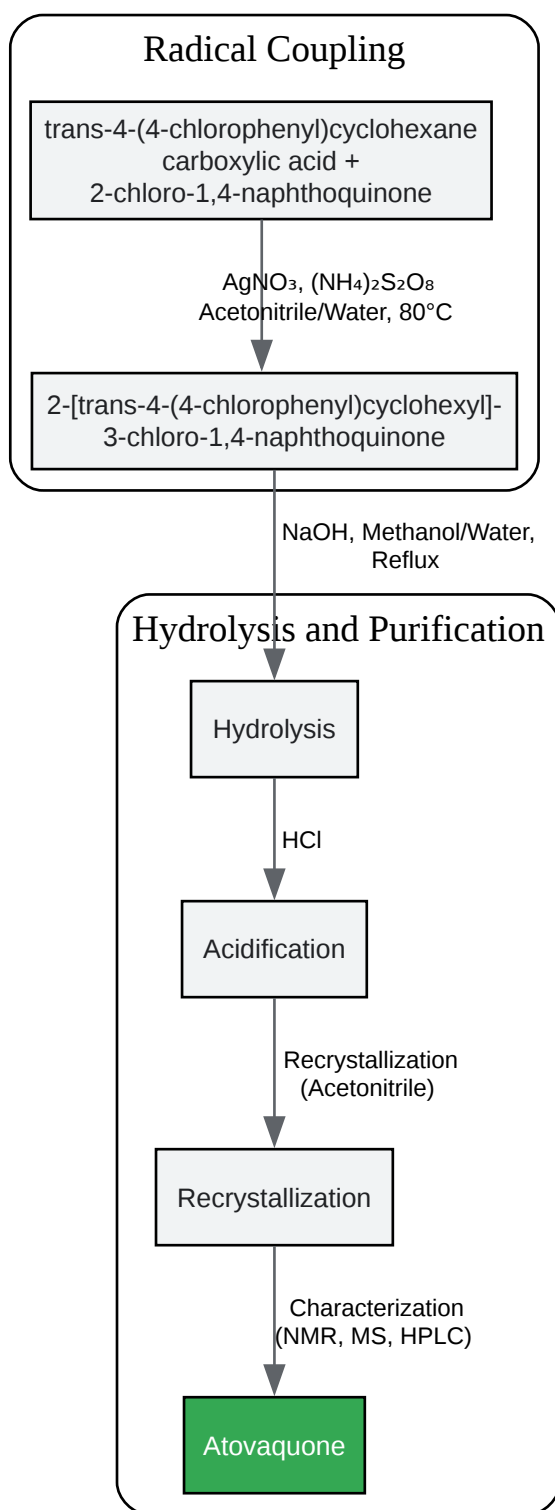 Radical Coupling
trans-4-(4-chlorophenyl)cyclohexane
carboxylic acid +
2-chloro-1,4-naphthoquinone
AgNO₃, (NH₄)₂S₂O₈
Acetonitrile/Water, 80°C
2-[trans-4-(4-chlorophenyl)cyclohexyl]-
3-chloro-1,4-naphthoquinone
NaOH, Methanol/Water,
Reflux
Hydrolysis and Purification
Hydrolysis
HCl
Acidification
Recrystallization
(Acetonitrile)
Recrystallization
Characterization
(NMR, MS, HPLC)
Atovaquone